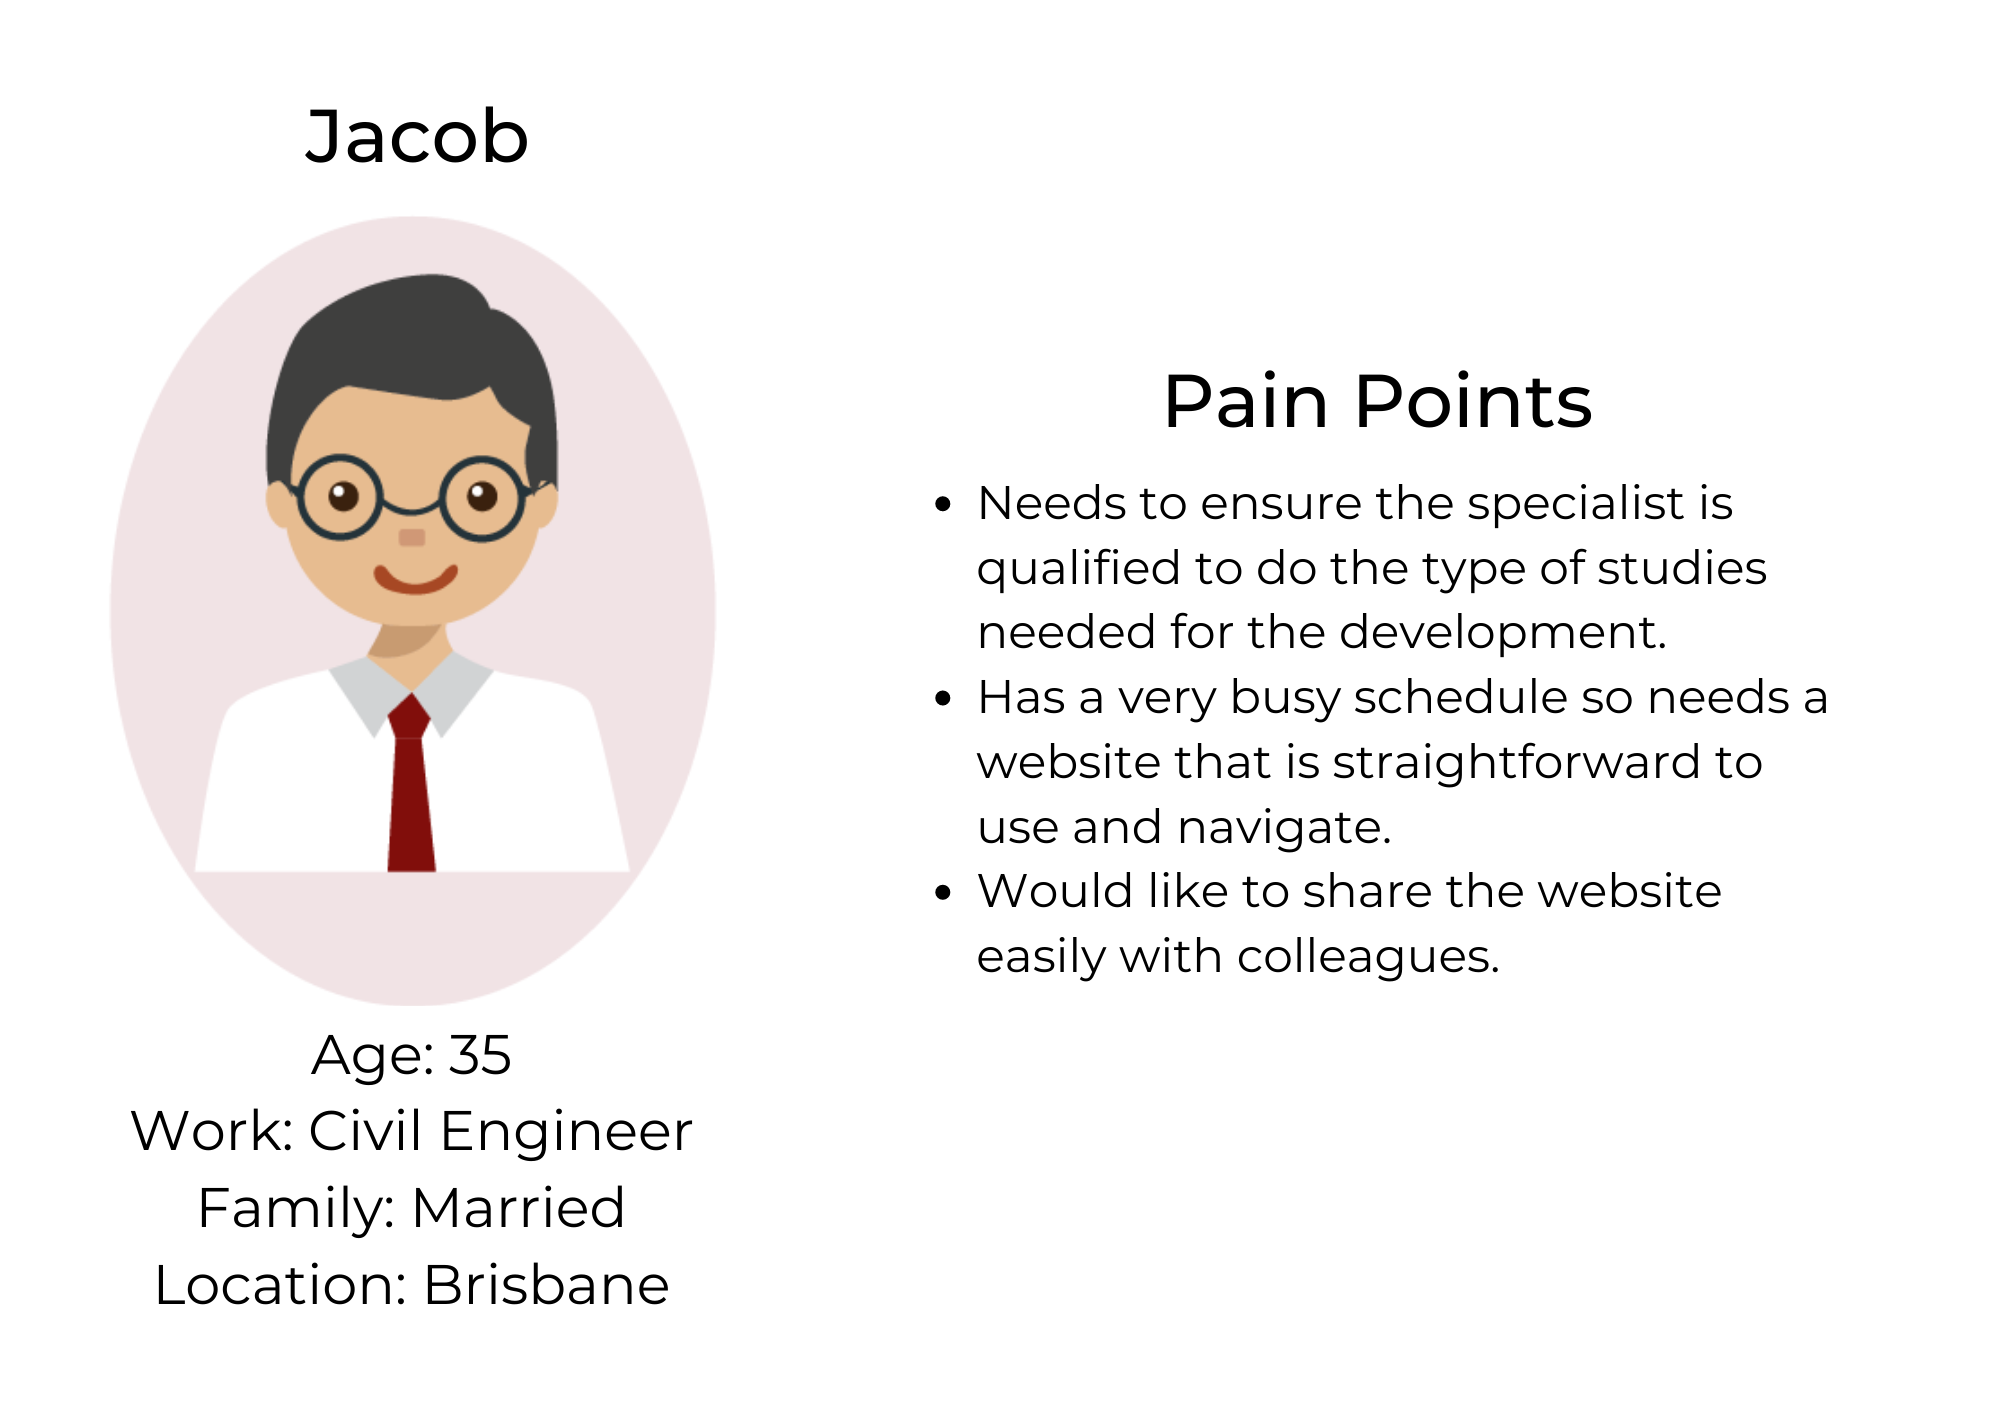 Jacob
Age: 35
Work: Civil Engineer
Family: Married
Location: Brisbane
Pain Points
• Needs to ensure the specialist is
qualified to do the type of studies
needed for the development.
• Has a very busy schedule so needs a
website that is straightforward to
use and navigate.
• Would like to share the website
easily with colleagues.